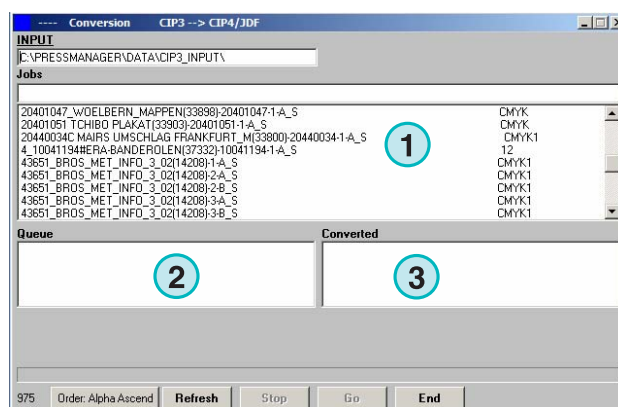 ---- Conversion CIP3 --> CIP4/JDF
INPUT
C:\PRESSMANAGER\DATA\CIP3_INPUT\
Jobs
20401047_WOELBERN_MAPPEN(33898)-20401047-1-A_S CMYK
20401051 TCHIBO PLAKAT(33903)-20401051-1-A_S CMYK
20440034C MAIRS UMSCHLAG FRANKFURT_M(33800)-20440034-1-A_S CMYK1
4_10041194#ERA-BANDEROLEN(37332)-10041194-1-A_S 12
43651_BROS_MET_INFO_3_02(14208)-1-A_S CMYK1
43651_BROS_MET_INFO_3_02(14208)-2-A_S CMYK1
43651_BROS_MET_INFO_3_02(14208)-2-B_S CMYK1
43651_BROS_MET_INFO_3_02(14208)-3-A_S CMYK1
43651_BROS_MET_INFO_3_02(14208)-3-B_S CMYK1
1
Queue Converted
2 3
975 Order: Alpha Ascend Refresh Stop Go End